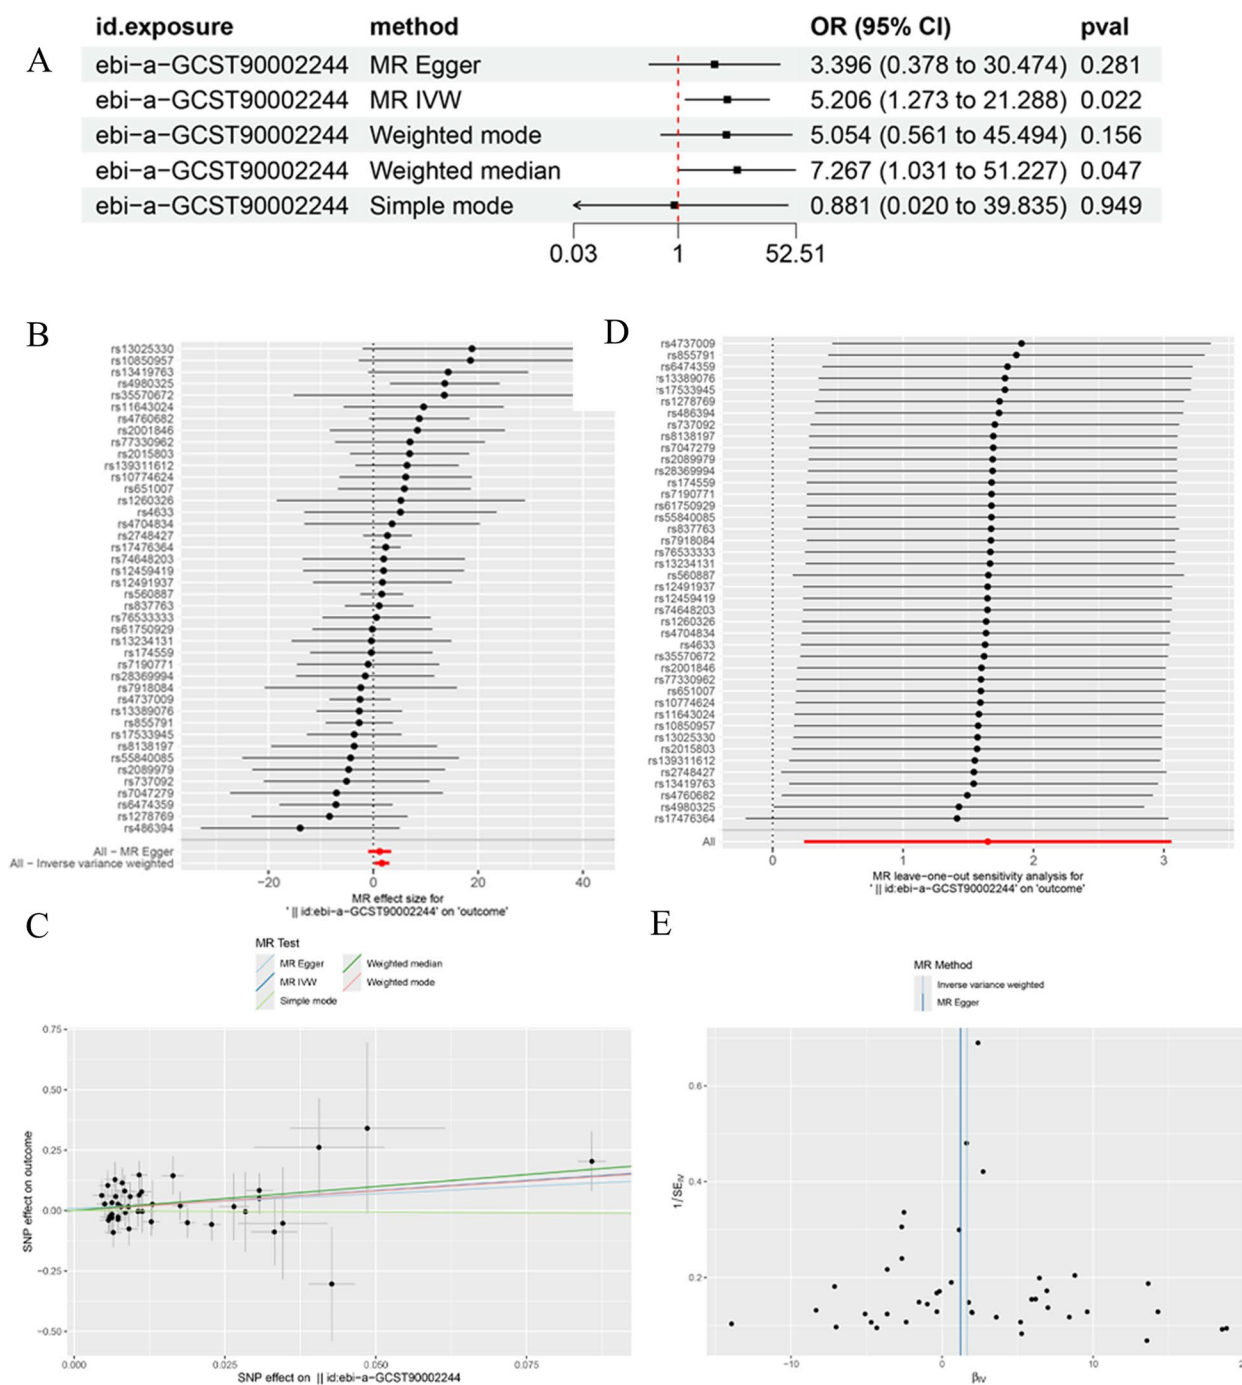 A
id.exposure method OR (95% CI) pval
ebi−a−GCST90002244 MR Egger 3.396 (0.378 to 30.474) 0.281
ebi−a−GCST90002244 MR IVW 5.206 (1.273 to 21.288) 0.022
ebi−a−GCST90002244 Weighted mode 5.054 (0.561 to 45.494) 0.156
ebi−a−GCST90002244 Weighted median 7.267 (1.031 to 51.227) 0.047
ebi−a−GCST90002244 Simple mode 0.881 (0.020 to 39.835) 0.949
0.03 1 52.51
B
rs13025330
rs10850957
rs13419763
rs4980325
rs35570672
rs11643024
rs4760682
rs2001846
rs77330962
rs2015803
rs139311612
rs10774624
rs651007
rs1260326
rs4633
rs4704834
rs2748427
rs17476364
rs74648203
rs12459419
rs12491937
rs560887
rs837763
rs76533333
rs61750929
rs13234131
rs174559
rs7190771
rs28369994
rs7918084
rs4737009
rs13389076
rs855791
rs17533945
rs8138197
rs55840085
rs2089979
rs737092
rs7047279
rs6474359
rs1278769
rs486394
All − MR Egger
All − Inverse variance weighted
−20 0 20 40
MR effect size for
' || id:ebi−a−GCST90002244' on 'outcome'
D
rs4737009
rs855791
rs6474359
rs13389076
rs17533945
rs1278769
rs486394
rs737092
rs8138197
rs7047279
rs2089979
rs28369994
rs174559
rs7190771
rs61750929
rs55840085
rs837763
rs7918084
rs76533333
rs13234131
rs560887
rs12491937
rs12459419
rs74648203
rs1260326
rs4704834
rs4633
rs35570672
rs2001846
rs77330962
rs651007
rs10774624
rs11643024
rs10850957
rs13025330
rs2015803
rs139311612
rs2748427
rs13419763
rs4760682
rs4980325
rs17476364
All
0 1 2 3
MR leave−one−out sensitivity analysis for
' || id:ebi−a−GCST90002244' on 'outcome'
C
MR Test
MR Egger Weighted median
MR IVW Weighted mode
Simple mode
SNP effect on outcome
0.75
0.50
0.25
0.00
−0.25
−0.50
0.000 0.025 0.050 0.075
SNP effect on || id:ebi−a−GCST90002244
E
MR Method
Inverse variance weighted
MR Egger
1/SEIV
0.6
0.4
0.2
−10 0 10 2
βIV